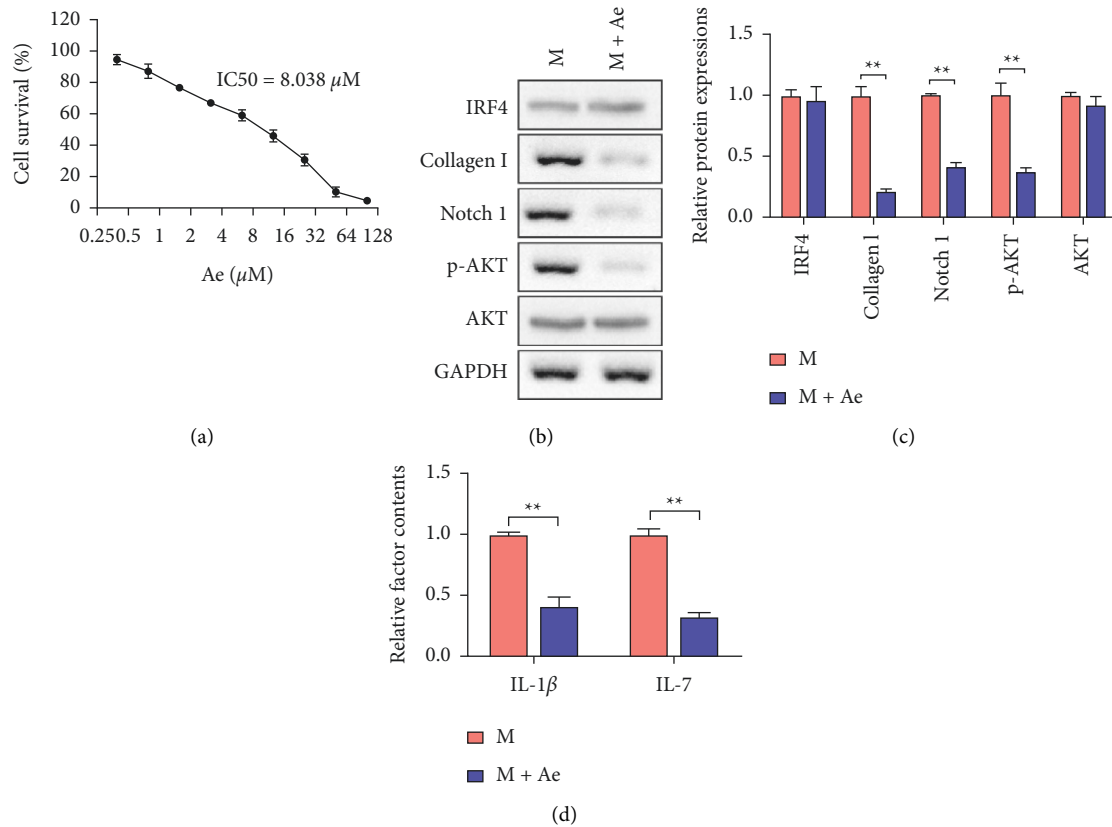 120
100
80
60
40
20
0
Cell survival (%)
IC50 = 8.038 μM
0.250.5 1 2 4 8 16 32 64 128
Ae (μM)
(a)
M
M + Ae
IRF4
Collagen I
Notch 1
p-AKT
AKT
GAPDH
(b)
1.5
1.0
0.5
0.0
Relative protein expressions
**
**
**
IRF4
Collagen 1
Notch 1
p-AKT
AKT
M
M + Ae
(c)
1.5
1.0
0.5
0.0
Relative factor contents
**
**
IL-1β
IL-7
M
M + Ae
(d)